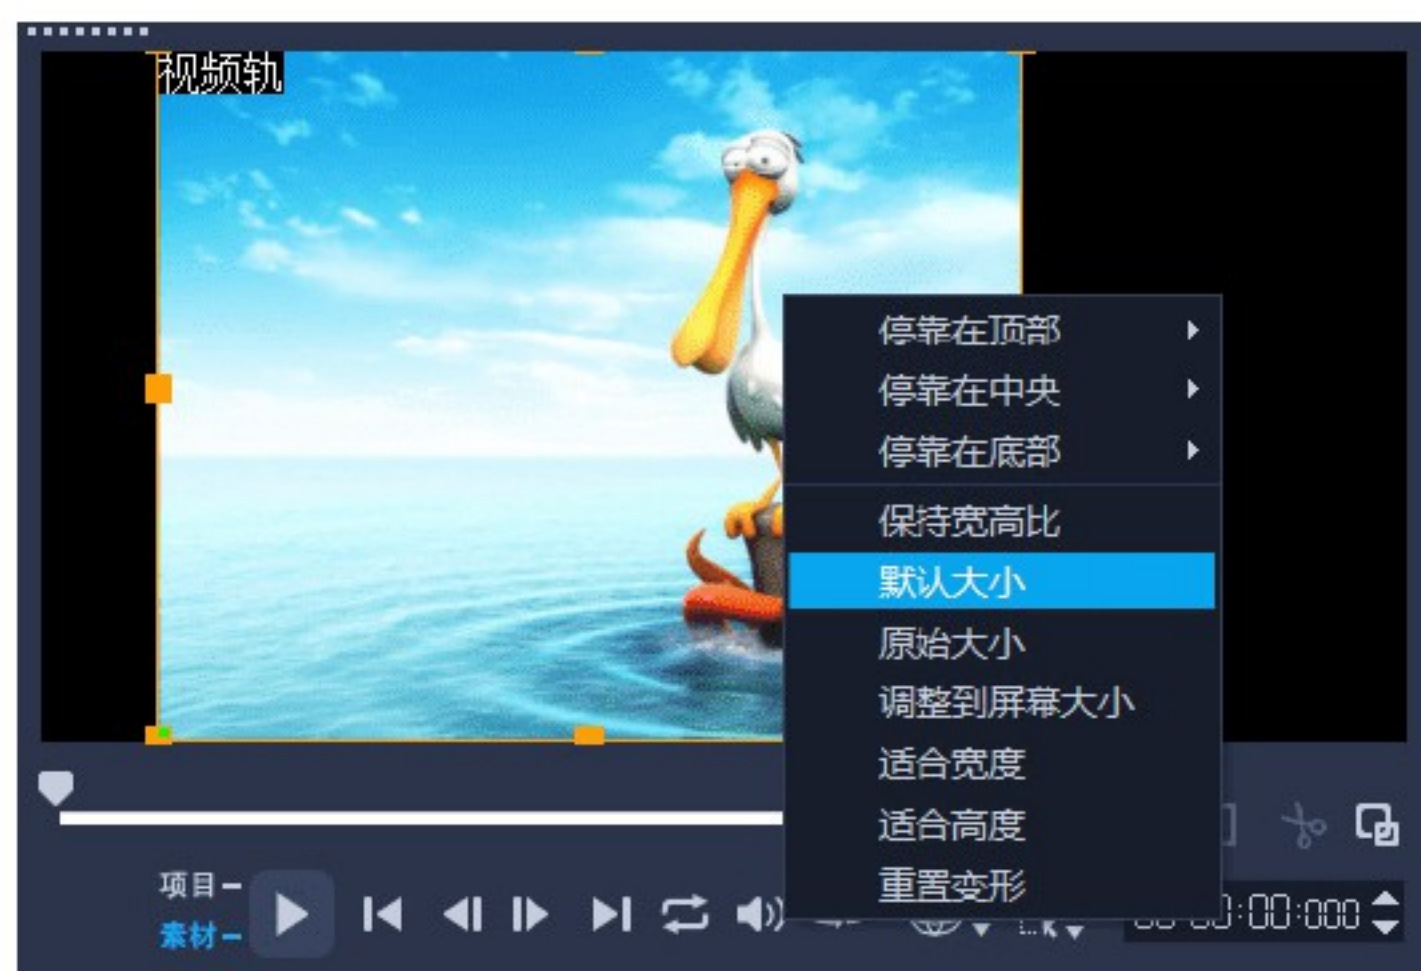 视频轨
停靠在顶部
停靠在中央
停靠在底部
保持宽高比
默认大小
原始大小
调整到屏幕大小
适合宽度
适合高度
重置变形
项目
素材
:00:000